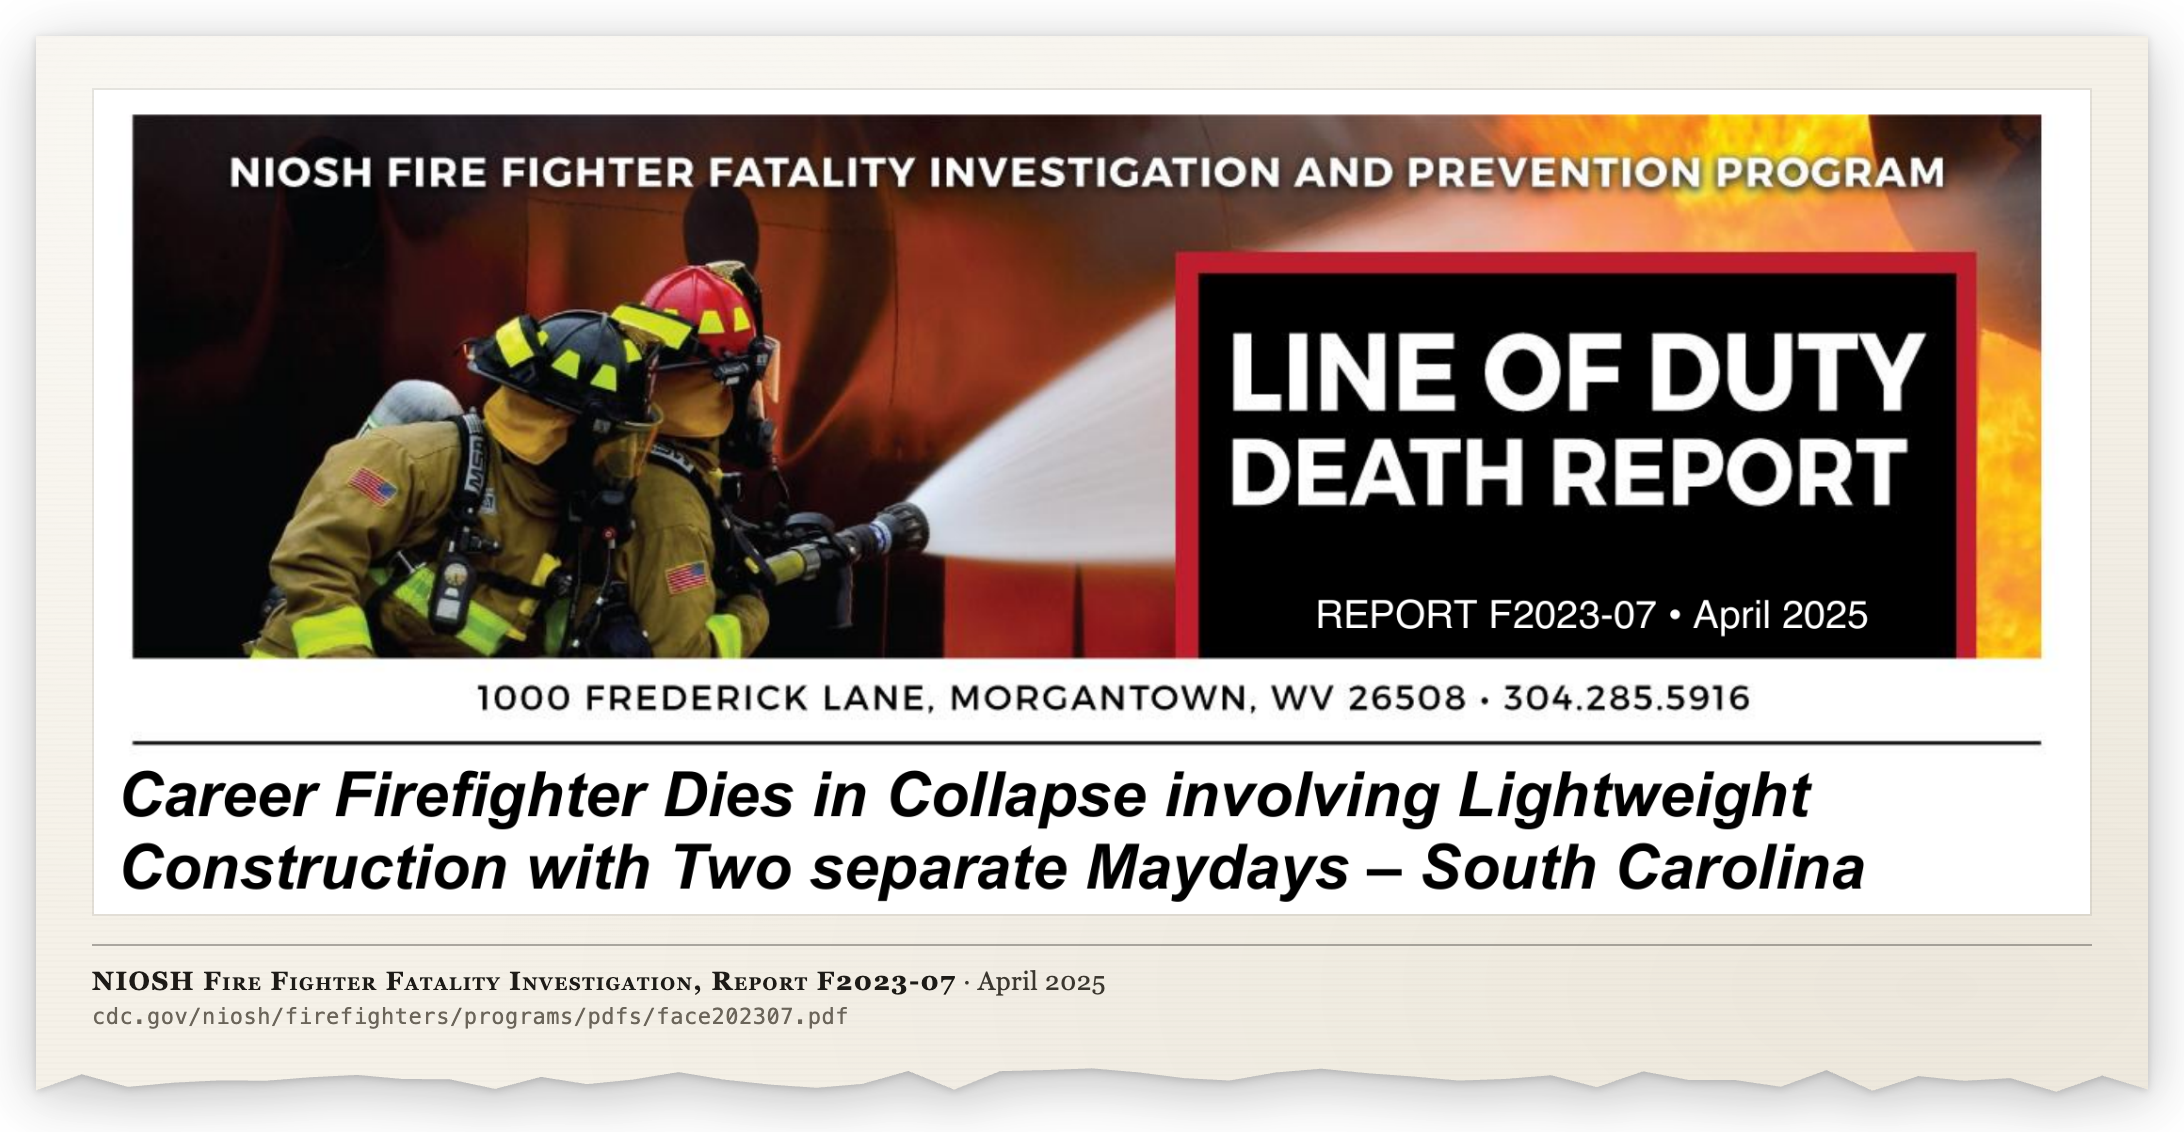 NIOSH FIRE FIGHTER FATALITY INVESTIGATION AND PREVENTION PROGRAM
LINE OF DUTY
DEATH REPORT
REPORT F2023-07 • April 2025
1000 FREDERICK LANE, MORGANTOWN, WV 26508 • 304.285.5916
Career Firefighter Dies in Collapse involving Lightweight
Construction with Two separate Maydays – South Carolina
NIOSH Fire Fighter Fatality Investigation, Report F2023-07 · April 2025
cdc.gov/niosh/firefighters/programs/pdfs/face202307.pdf